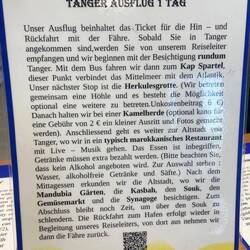 TANGER AUSFLUG 1 TAG
Unser Ausflug beinhaltet das Ticket für die Hin – und
Rückfahrt mit der Fähre. Sobald Sie in Tanger
angekommen sind,werden Sie von unserem Reiseleiter
empfangen und wir beginnen mit der Besichtigung rundum
Tanger. Mit dem Bus fahren wir dann zum Kap Spartel,
dieser Punkt verbindet das Mittelmeer mit dem Atlantik.
Unser nächster Stop ist die Herkulesgrotte. (Wir betreten
gemeinsam eine Höhle und es besteht die Möglichkeit
optional eine weitere zu betreten.Unkostenbeitrag 6 €)
Danach halten wir bei einer Kamelherde (optional kann
eine Gebühr von 2 € ein kleiner Ausritt und Fotos gemacht
werden). Anschliessend geht es weiter zur Altstadt von
Tanger, wo wir in ein typisch marokkanisches Restaurant
mit Live – Musik gehen. Das Essen ist inbegriffen,
Getränke müssen extra bezahlt werden. (Bitte beachten Sie,
dass kein Alkohol angeboten wird. Zur Auswahl stehen :
Wasser, alkoholfreie Getränke und Säfte.) Nach dem
Mittagessen erkunden wir die Altstadt, wo wir die
Mandubia Gärten, die Kasbah, den Souk, den
Gemüsemarkt und die Synagoge besichtigen. Zum
Abschluss bleibt noch Zeit, um über den Souk zu
schlendern. Die Rückfahrt zum Hafen erfolgt wieder in
Begleitung unseres Reiseleiters, von dort aus nehmen wir
dann die Fähre zurück.